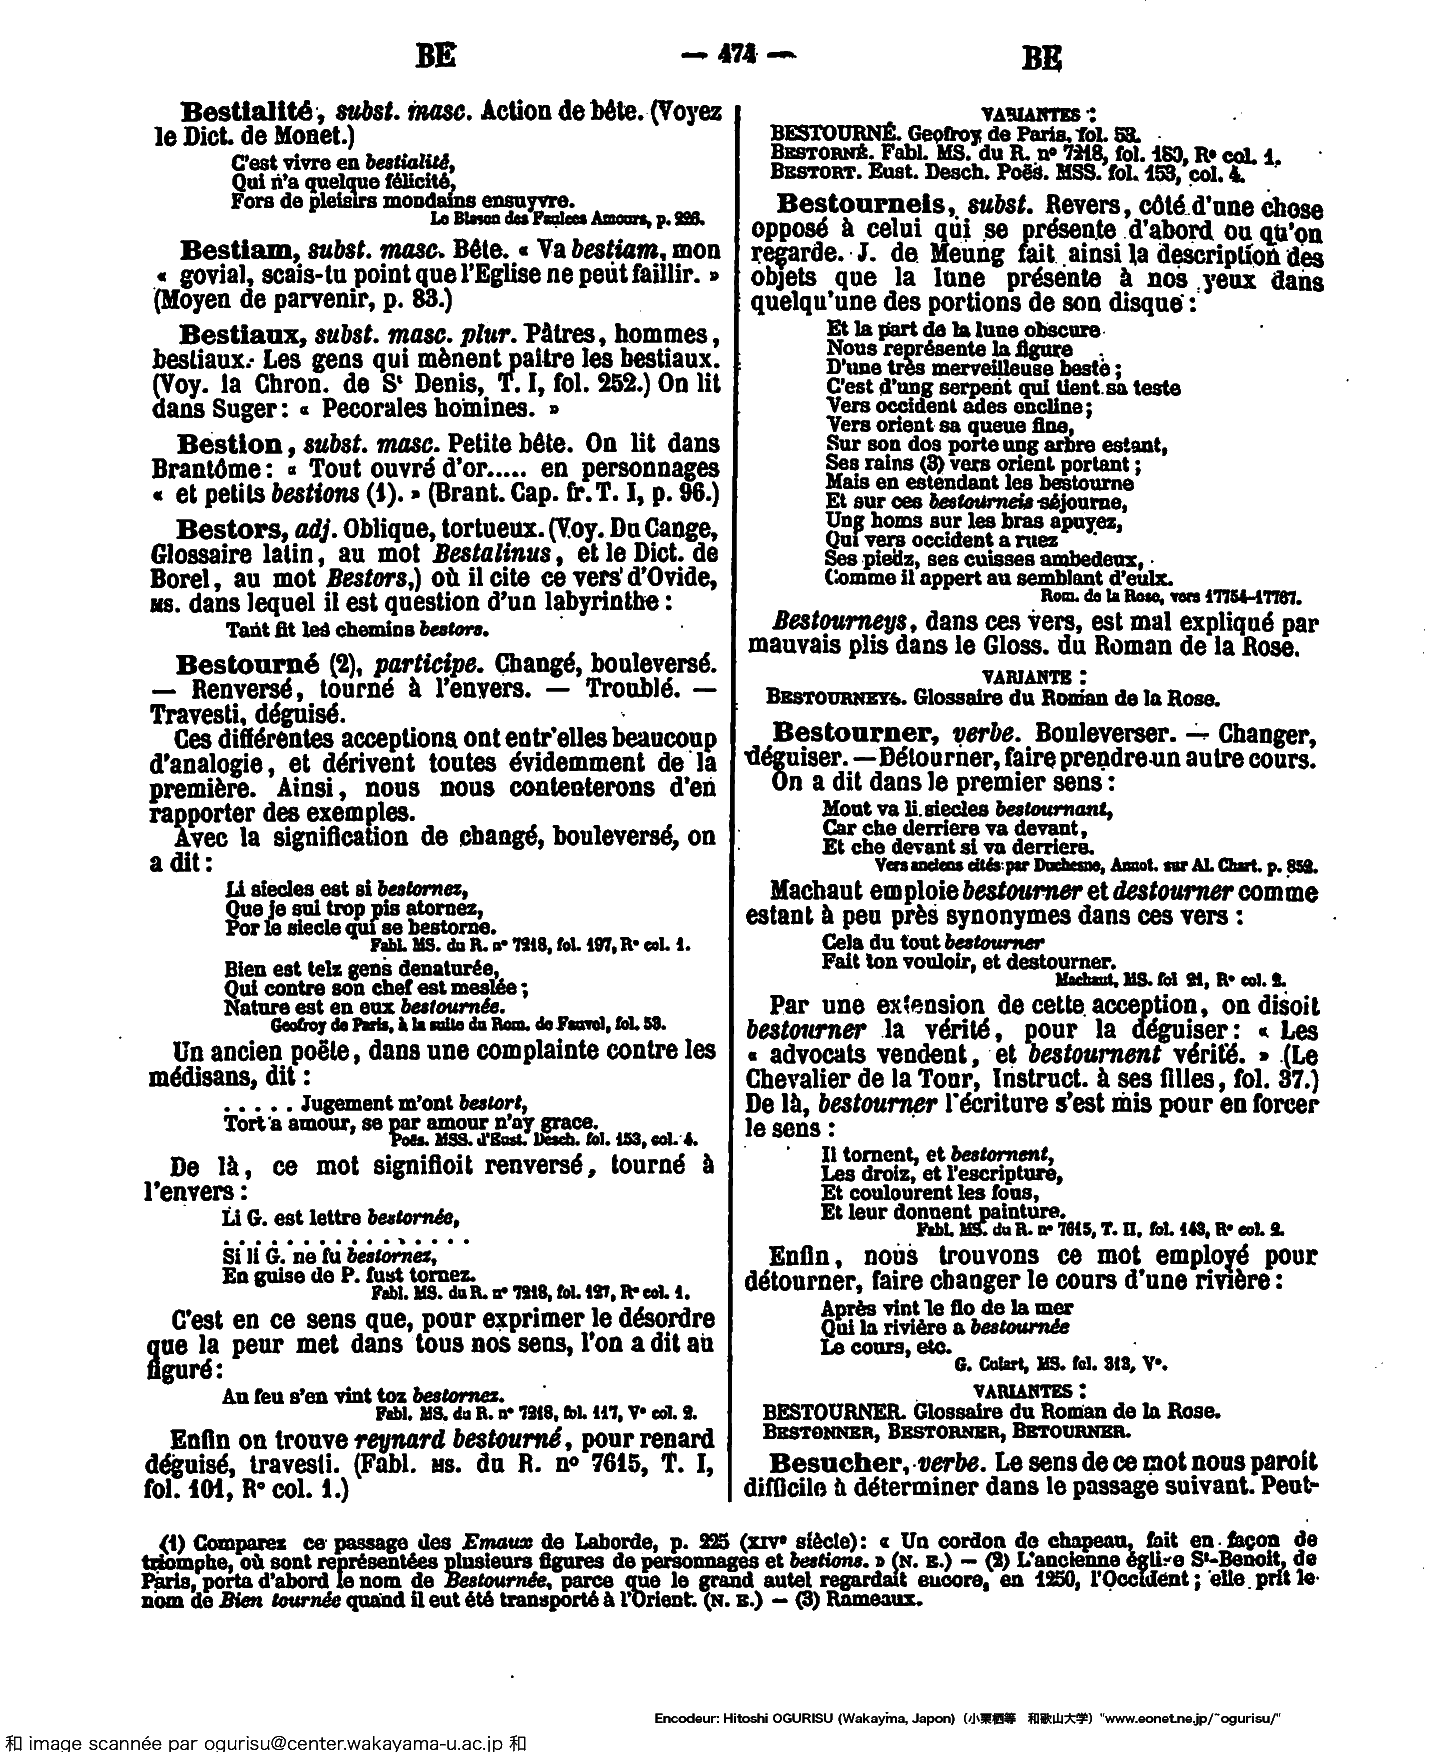 BE — 474 — BE
Bestialité, subst. masc. Action de bête. (Voyez
le Dict. de Monet.)
C'est vivre en bestialité,
Qui n'a quelque félicité,
Fors de pleisirs mondains ensuyvre.
Le Blason des Faulces Amours, p. 226.
Bestiam, subst. masc. Bête. « Va bestiam, mon
« govial, scais-tu point que l'Eglise ne peut faillir. »
(Moyen de parvenir, p. 83.)
Bestiaux, subst. masc. plur. Pâtres, hommes,
bestiaux. Les gens qui mènent paitre les bestiaux.
(Voy. la Chron. de St Denis, T. I, fol. 252.) On lit
dans Suger : « Pecorales homines. »
Bestion, subst. masc. Petite bête. On lit dans
Brantôme : « Tout ouvré d'or..... en personnages
« et petits bestions (1). » (Brant. Cap. fr. T. I, p. 96.)
Bestors, adj. Oblique, tortueux. (Voy. Du Cange,
Glossaire latin, au mot Bestalinus, et le Dict. de
Borel, au mot Bestors,) où il cite ce vers d'Ovide,
MS. dans lequel il est question d'un labyrinthe :
Tant fit les chemins bestors.
Bestourné (2), participe. Changé, bouleversé.
— Renversé, tourné à l'envers. — Troublé. —
Travesti, déguisé.
Ces différentes acceptions ont entr'elles beaucoup
d'analogie, et dérivent toutes évidemment de la
première. Ainsi, nous nous contenterons d'en
rapporter des exemples.
Avec la signification de changé, bouleversé, on
a dit :
Li siecles est si bestornez,
Que je sui trop pis atornez,
Por le siecle qui se bestorne.
Fabl. MS. du R. no 7218, fol. 197, Ro col. 1.
Bien est telz gens denaturée,
Qui contre son chef est meslée ;
Nature est en eux bestournée.
Geofroy de Paris, à la suite du Rom. de Fauvel, fol. 53.
Un ancien poëte, dans une complainte contre les
médisans, dit :
. . . . . Jugement m'ont bestort,
Tort a amour, se par amour n'ay grace.
Poës. MSS. d'Eust. Desch. fol. 153, col. 4.
De là, ce mot signifioit renversé, tourné à
l'envers :
Li G. est lettre bestornée,
. . . . . . . . . . . . . . . . .
Si li G. ne fu bestornez,
En guise de P. fust tornez.
Fabl. MS. du R. no 7218, fol. 127, Ro col. 1.
C'est en ce sens que, pour exprimer le désordre
que la peur met dans tous nos sens, l'on a dit au
figuré :
Au feu s'en vint toz bestornez.
Fabl. MS. du R. no 7218, fol. 117, Vo col. 2.
Enfin on trouve reynard bestourné, pour renard
déguisé, travesti. (Fabl. MS. du R. no 7615, T. I,
fol. 101, Ro col. 1.)
VARIANTES :
BESTOURNÉ. Geofroy de Paris, fol. 53.
BESTORNÉ. Fabl. MS. du R. no 7218, fol. 180, Ro col. 1.
BESTORT. Eust. Desch. Poës. MSS. fol. 153, col. 4.
Bestourneis, subst. Revers, côté d'une chose
opposé à celui qui se présente d'abord ou qu'on
regarde. J. de Meung fait ainsi la description des
objets que la lune présente à nos yeux dans
quelqu'une des portions de son disque :
Et la part de la lune obscure
Nous représente la figure
D'une très merveilleuse beste ;
C'est d'ung serpent qui tient sa teste
Vers occident ades encline ;
Vers orient sa queue fine,
Sur son dos porte ung arbre estant,
Ses rains (3) vers orient portant ;
Mais en estendant les bestourne
Et sur ces bestourneis séjourne,
Ung homs sur les bras apuyez,
Qui vers occident a ruez
Ses piedz, ses cuisses ambedeux,
Comme il appert au semblant d'eulx.
Rom. de la Rose, vers 17754-17767.
Bestourneys, dans ces vers, est mal expliqué par
mauvais plis dans le Gloss. du Roman de la Rose.
VARIANTE :
BESTOURNEYS. Glossaire du Roman de la Rose.
Bestourner, verbe. Bouleverser. — Changer,
déguiser. — Détourner, faire prendre un autre cours.
On a dit dans le premier sens :
Mout va li siecles bestournant,
Car che derriere va devant,
Et che devant si va derriere.
Vers anciens cités par Duchesne, Annot. sur Al. Chart. p. 852.
Machaut emploie bestourner et destourner comme
estant à peu près synonymes dans ces vers :
Cela du tout bestourner
Fait ton vouloir, et destourner.
Machaut, MS. fol 21, Ro col. 2.
Par une extension de cette acception, on disoit
bestourner la vérité, pour la déguiser : « Les
« advocats vendent, et bestournent vérité. » (Le
Chevalier de la Tour, Instruct. à ses filles, fol. 37.)
De là, bestourner l'écriture s'est mis pour en forcer
le sens :
Il tornent, et bestornent,
Les droiz, et l'escripture,
Et coulourent les fous,
Et leur donnent painture.
Fabl. MS. du R. no 7615, T. II, fol. 143, Ro col. 2.
Enfin, nous trouvons ce mot employé pour
détourner, faire changer le cours d'une rivière :
Après vint le flo de la mer
Qui la rivière a bestournée
Le cours, etc.
G. Guiart, MS. fol. 313, Vo.
VARIANTES :
BESTOURNER. Glossaire du Roman de la Rose.
BESTONNER, BESTORNER, BETOURNER.
Besucher, verbe. Le sens de ce mot nous paroît
difficile à déterminer dans le passage suivant. Peut-
(1) Comparez ce passage des Emaux de Laborde, p. 225 (XIVe siècle) : « Un cordon de chapeau, fait en façon de
triomphe, où sont représentées plusieurs figures de personnages et bestions. » (N. E.) — (2) L'ancienne église St-Benoit, de
Paris, porta d'abord le nom de Bestournée, parce que le grand autel regardait encore, en 1250, l'Occident ; elle prit le
nom de Bien tournée quand il eut été transporté à l'Orient. (N. E.) — (3) Rameaux.
Encodeur: Hitoshi OGURISU (Wakayma, Japon) (小栗栖等 和歌山大学) "www.eonet.ne.jp/~ogurisu/"
和 image scannée par ogurisu@center.wakayama-u.ac.jp 和